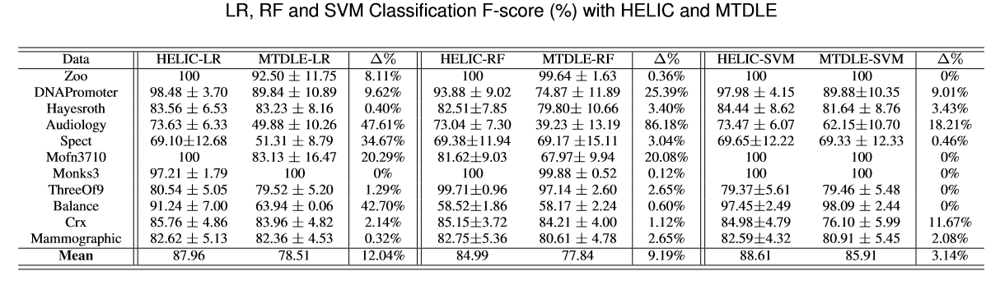 LR, RF and SVM Classification F-score (%) with HELIC and MTDLE
Data HELIC-LR MTDLE-LR Δ% HELIC-RF MTDLE-RF Δ% HELIC-SVM MTDLE-SVM Δ%
Zoo 100 92.50 ± 11.75 8.11% 100 99.64 ± 1.63 0.36% 100 100 0%
DNAPromoter 98.48 ± 3.70 89.84 ± 10.89 9.62% 93.88 ± 9.02 74.87 ± 11.89 25.39% 97.98 ± 4.15 89.88±10.35 9.01%
Hayesroth 83.56 ± 6.53 83.23 ± 8.16 0.40% 82.51±7.85 79.80± 10.66 3.40% 84.44 ± 8.62 81.64 ± 8.76 3.43%
Audiology 73.63 ± 6.33 49.88 ± 10.26 47.61% 73.04 ± 7.30 39.23 ± 13.19 86.18% 73.47 ± 6.07 62.15±10.70 18.21%
Spect 69.10±12.68 51.31 ± 8.79 34.67% 69.38±11.94 69.17 ±15.11 3.04% 69.65±12.22 69.33 ± 12.33 0.46%
Mofn3710 100 83.13 ± 16.47 20.29% 81.62±9.03 67.97± 9.94 20.08% 100 100 0%
Monks3 97.21 ± 1.79 100 0% 100 99.88 ± 0.52 0.12% 100 100 0%
ThreeOf9 80.54 ± 5.05 79.52 ± 5.20 1.29% 99.71±0.96 97.14 ± 2.60 2.65% 79.37±5.61 79.46 ± 5.48 0%
Balance 91.24 ± 7.00 63.94 ± 0.06 42.70% 58.52±1.86 58.17 ± 2.24 0.60% 97.45±2.49 98.09 ± 2.44 0%
Crx 85.76 ± 4.86 83.96 ± 4.82 2.14% 85.15±3.72 84.21 ± 4.00 1.12% 84.98±4.79 76.10 ± 5.99 11.67%
Mammographic 82.62 ± 5.13 82.36 ± 4.53 0.32% 82.75±5.36 80.61 ± 4.78 2.65% 82.59±4.32 80.91 ± 5.45 2.08%
Mean 87.96 78.51 12.04% 84.99 77.84 9.19% 88.61 85.91 3.14%